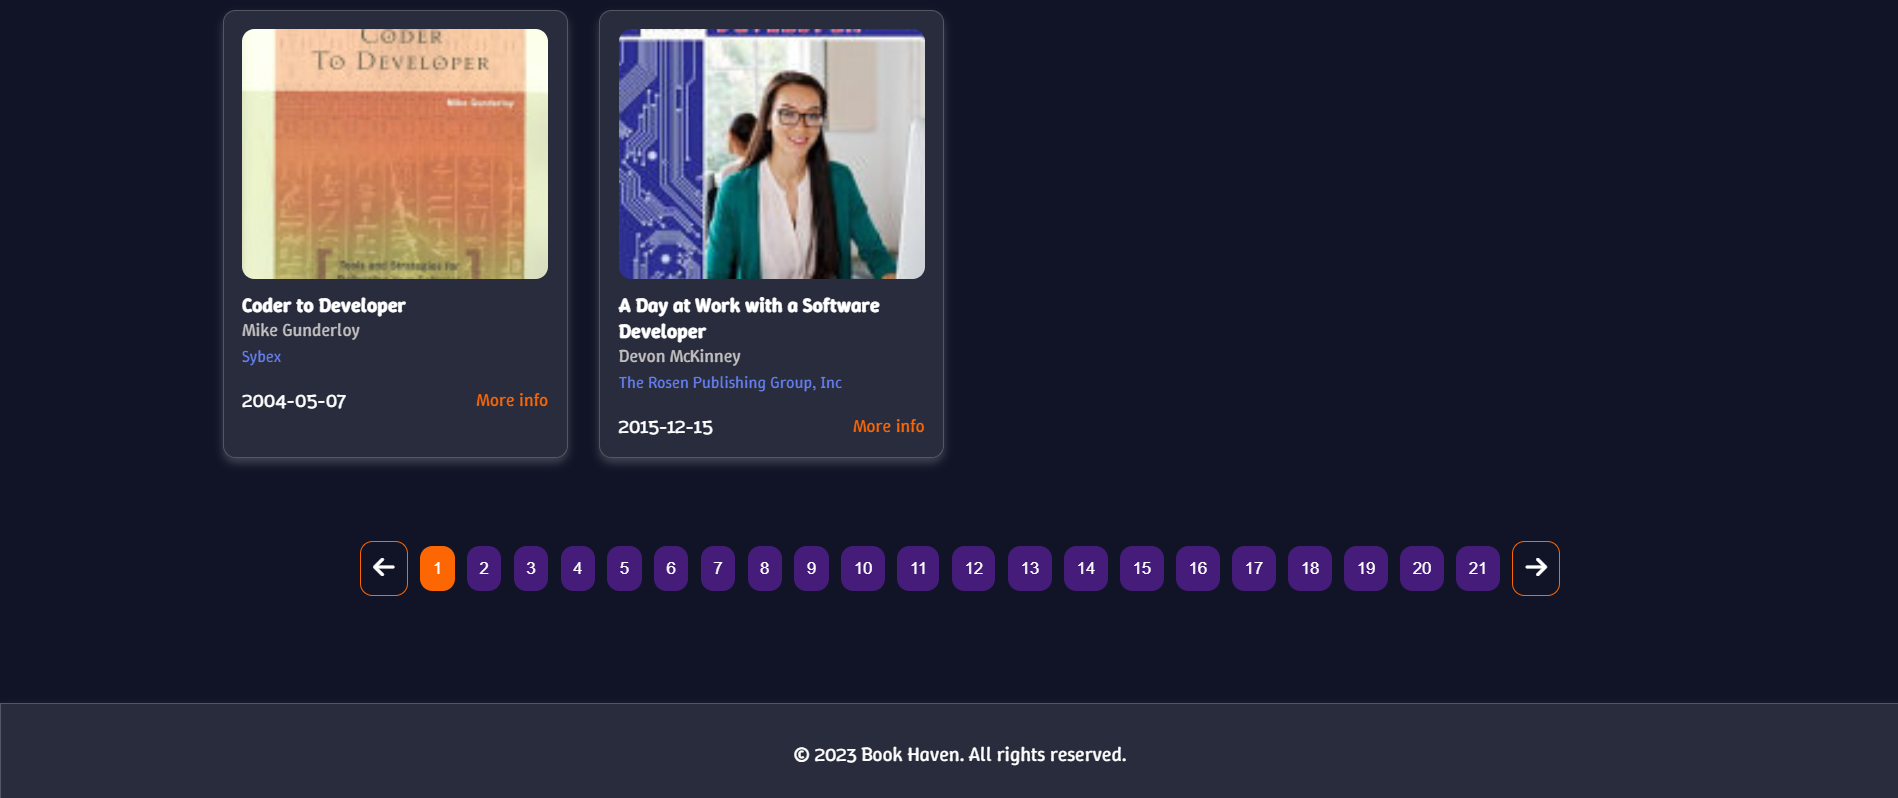 CODER
TO DEVELOPER
Mike Gunderloy
Tools and Strategies for
Coder to Developer
Mike Gunderloy
Sybex
2004-05-07
More info
A Day at Work with a Software
Developer
Devon McKinney
The Rosen Publishing Group, Inc
2015-12-15
More info
1 2 3 4 5 6 7 8 9 10 11 12 13 14 15 16 17 18 19 20 21
© 2023 Book Haven. All rights reserved.